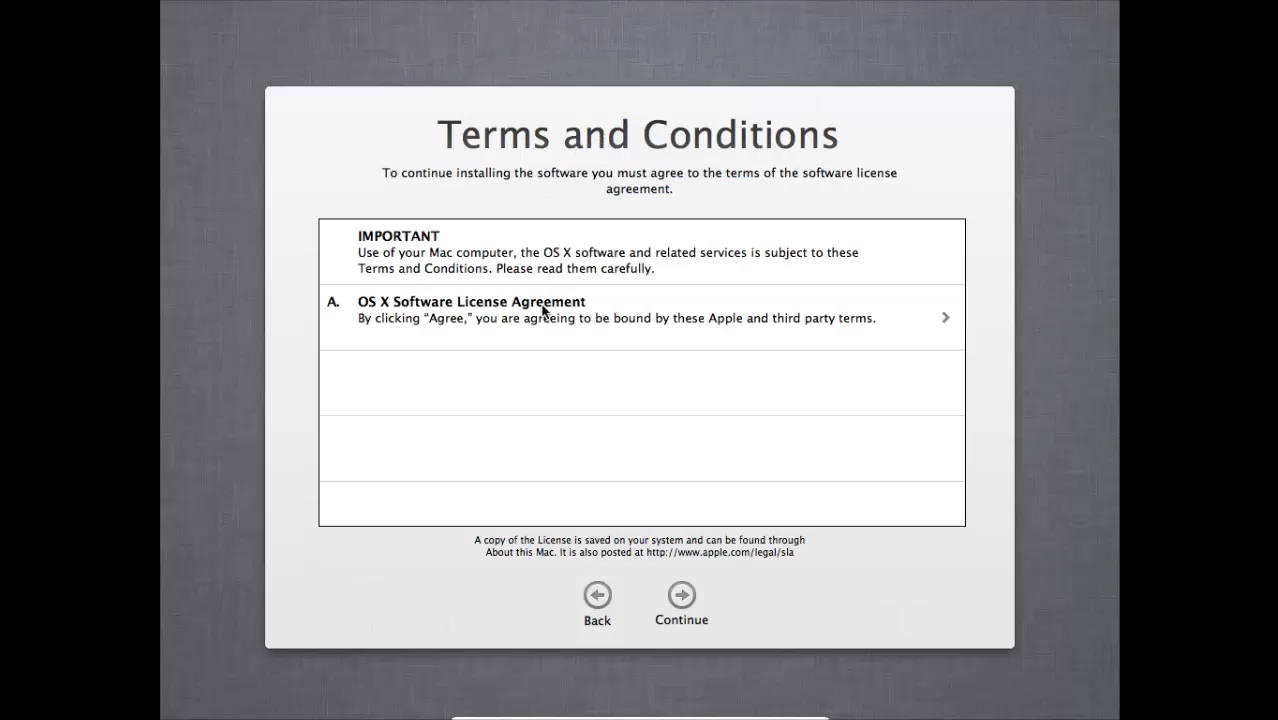 Terms and Conditions
To continue installing the software you must agree to the terms of the software license
agreement.
IMPORTANT
Use of your Mac computer, the OS X software and related services is subject to these
Terms and Conditions. Please read them carefully.
A. OS X Software License Agreement
By clicking “Agree,” you are agreeing to be bound by these Apple and third party terms.
A copy of the License is saved on your system and can be found through
About this Mac. It is also posted at http://www.apple.com/legal/sla
Back Continue